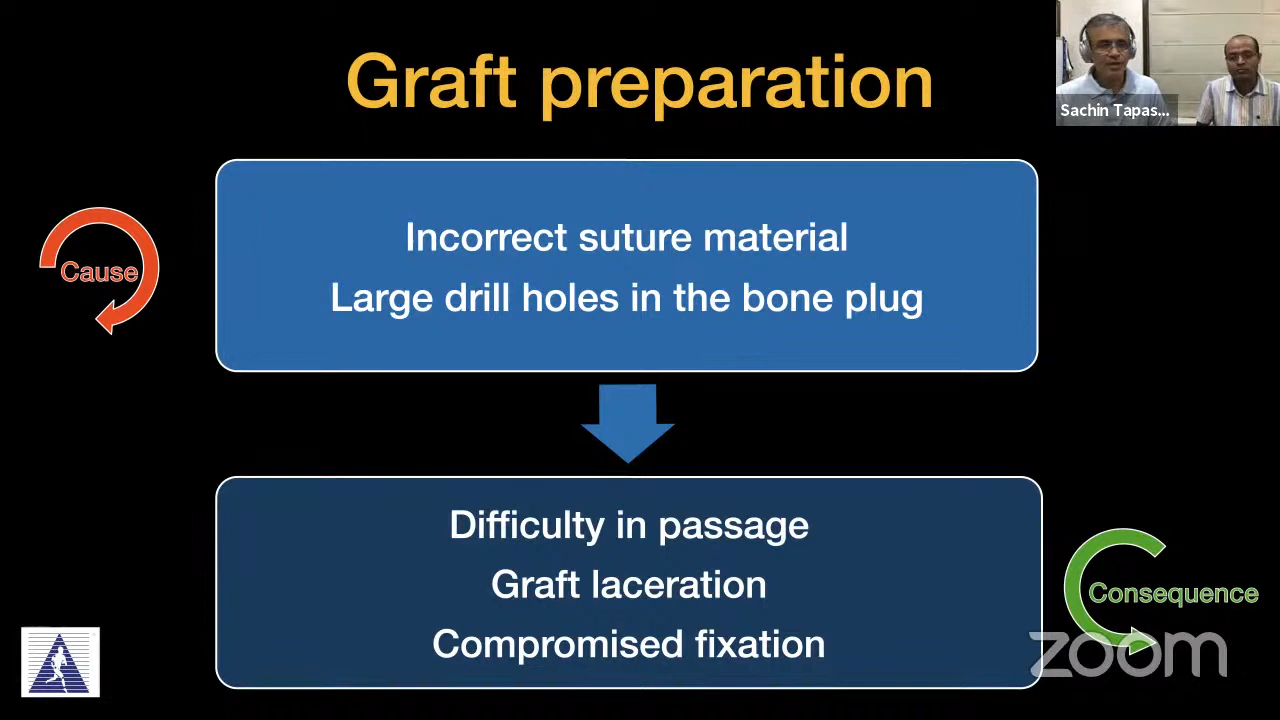 Graft preparation
Sachin Tapas...
Cause
Incorrect suture material
Large drill holes in the bone plug
Difficulty in passage
Graft laceration
Compromised fixation
Consequence
zoom